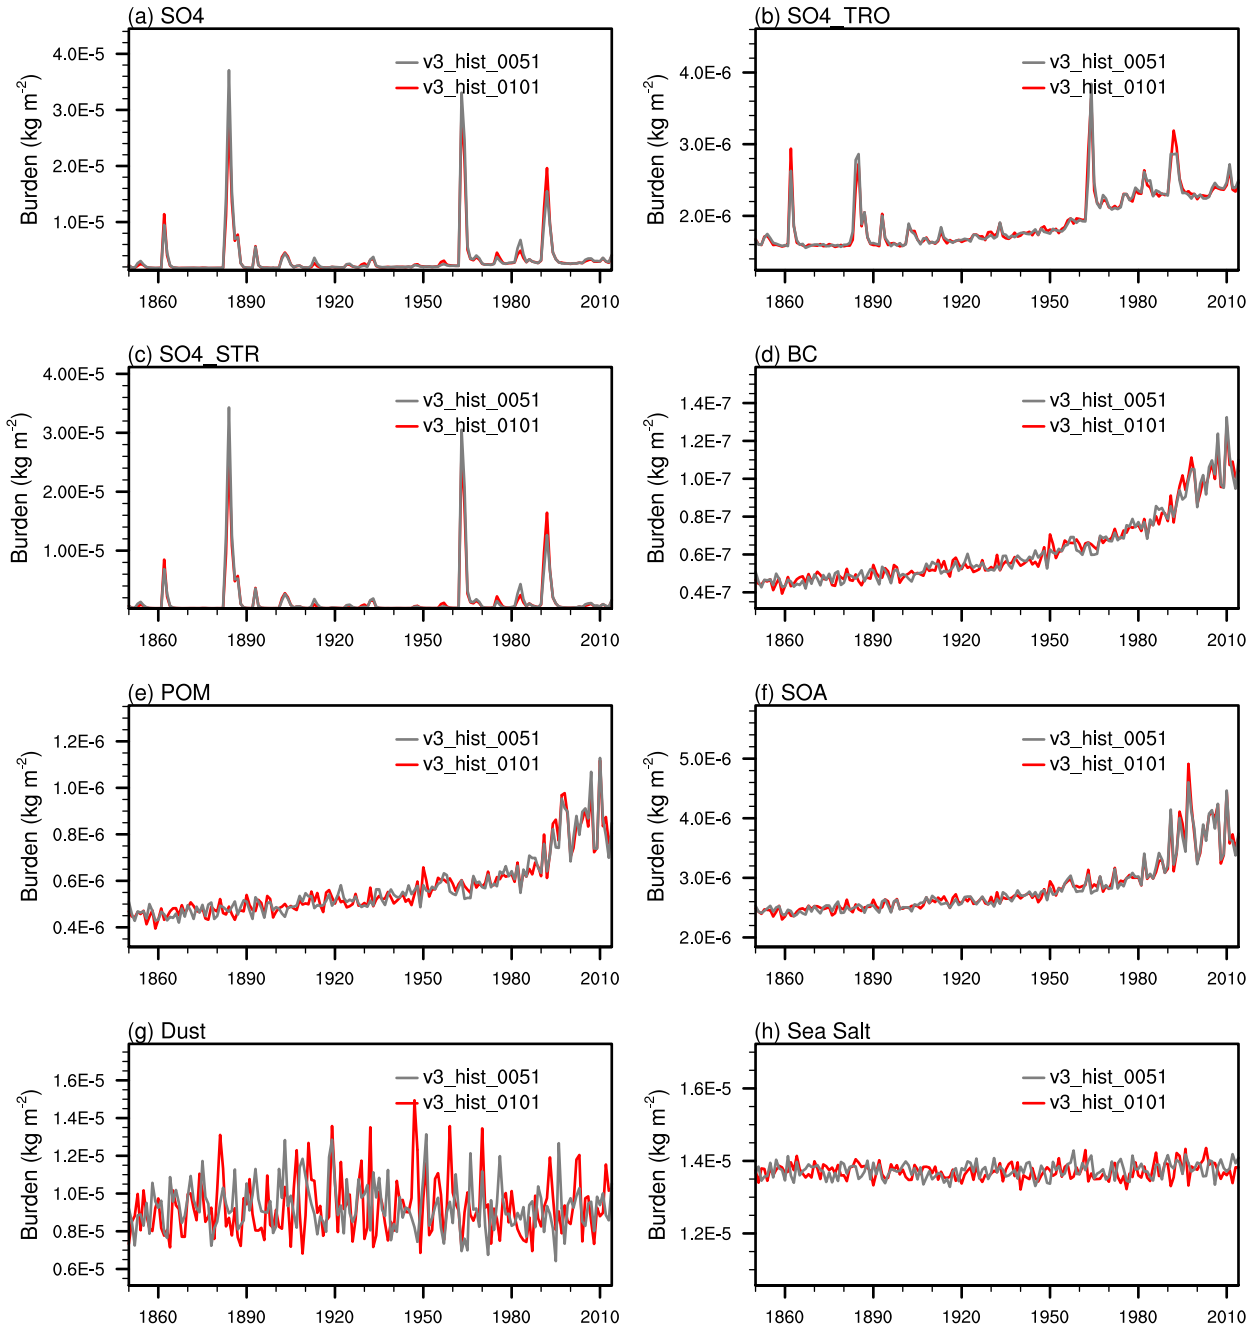 (a) SO4
Burden (kg m-2)
4.0E-5
3.0E-5
2.0E-5
1.0E-5
v3_hist_0051
v3_hist_0101
1860 1890 1920 1950 1980 2010
(b) SO4_TRO
Burden (kg m-2)
4.0E-6
3.0E-6
2.0E-6
v3_hist_0051
v3_hist_0101
1860 1890 1920 1950 1980 2010
(c) SO4_STR
Burden (kg m-2)
4.00E-5
3.00E-5
2.00E-5
1.00E-5
v3_hist_0051
v3_hist_0101
1860 1890 1920 1950 1980 2010
(d) BC
Burden (kg m-2)
1.4E-7
1.2E-7
1.0E-7
0.8E-7
0.6E-7
0.4E-7
v3_hist_0051
v3_hist_0101
1860 1890 1920 1950 1980 2010
(e) POM
Burden (kg m-2)
1.2E-6
1.0E-6
0.8E-6
0.6E-6
0.4E-6
v3_hist_0051
v3_hist_0101
1860 1890 1920 1950 1980 2010
(f) SOA
Burden (kg m-2)
5.0E-6
4.0E-6
3.0E-6
2.0E-6
v3_hist_0051
v3_hist_0101
1860 1890 1920 1950 1980 2010
(g) Dust
Burden (kg m-2)
1.6E-5
1.4E-5
1.2E-5
1.0E-5
0.8E-5
0.6E-5
v3_hist_0051
v3_hist_0101
1860 1890 1920 1950 1980 2010
(h) Sea Salt
Burden (kg m-2)
1.6E-5
1.4E-5
1.2E-5
v3_hist_0051
v3_hist_0101
1860 1890 1920 1950 1980 2010